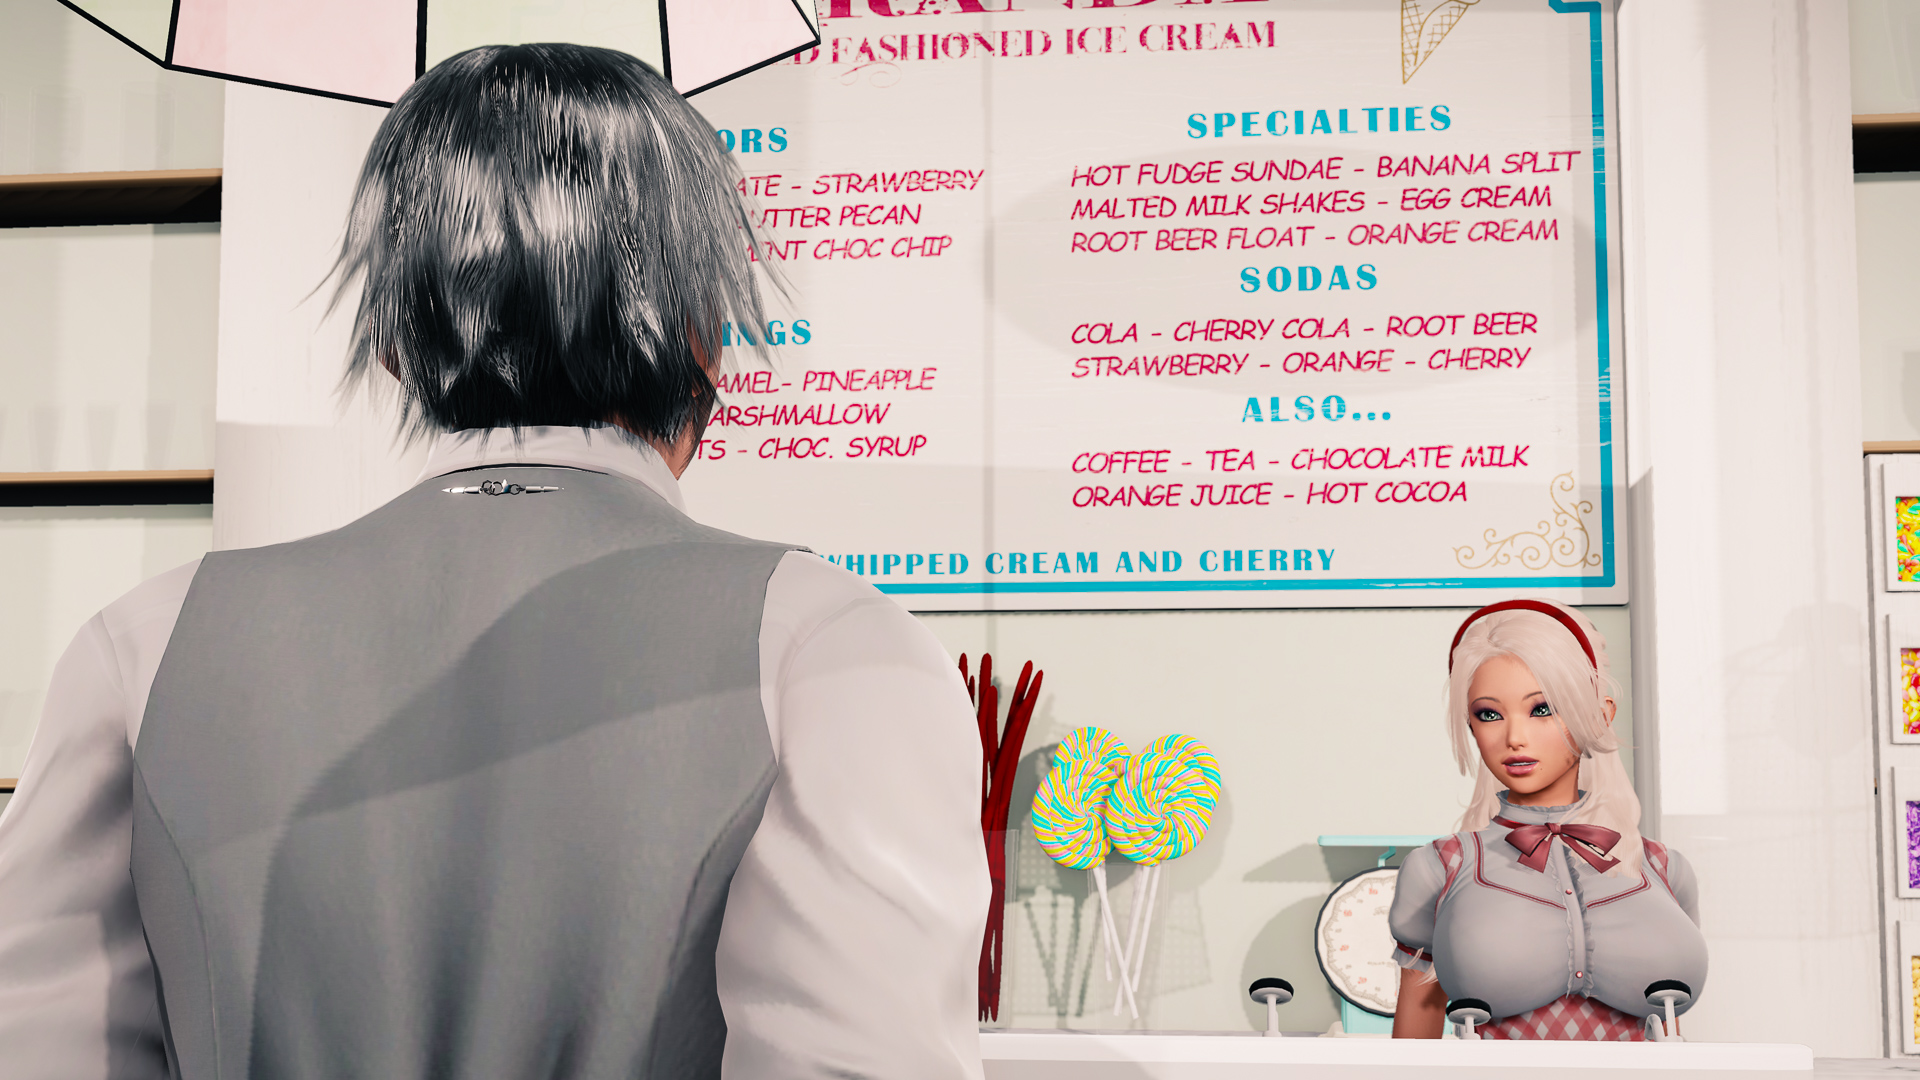 FASHIONED ICE CREAM
STRAWBERRY
PECAN
CHOC CHIP
PINEAPPLE
CHOC. SYRUP
SPECIALTIES
HOT FUDGE SUNDAE - BANANA SPLIT
MALTED MILK SHAKES - EGG CREAM
ROOT BEER FLOAT - ORANGE CREAM
SODAS
COLA - CHERRY COLA - ROOT BEER
STRAWBERRY - ORANGE - CHERRY
ALSO...
COFFEE - TEA - CHOCOLATE MILK
ORANGE JUICE - HOT COCOA
WHIPPED CREAM AND CHERRY